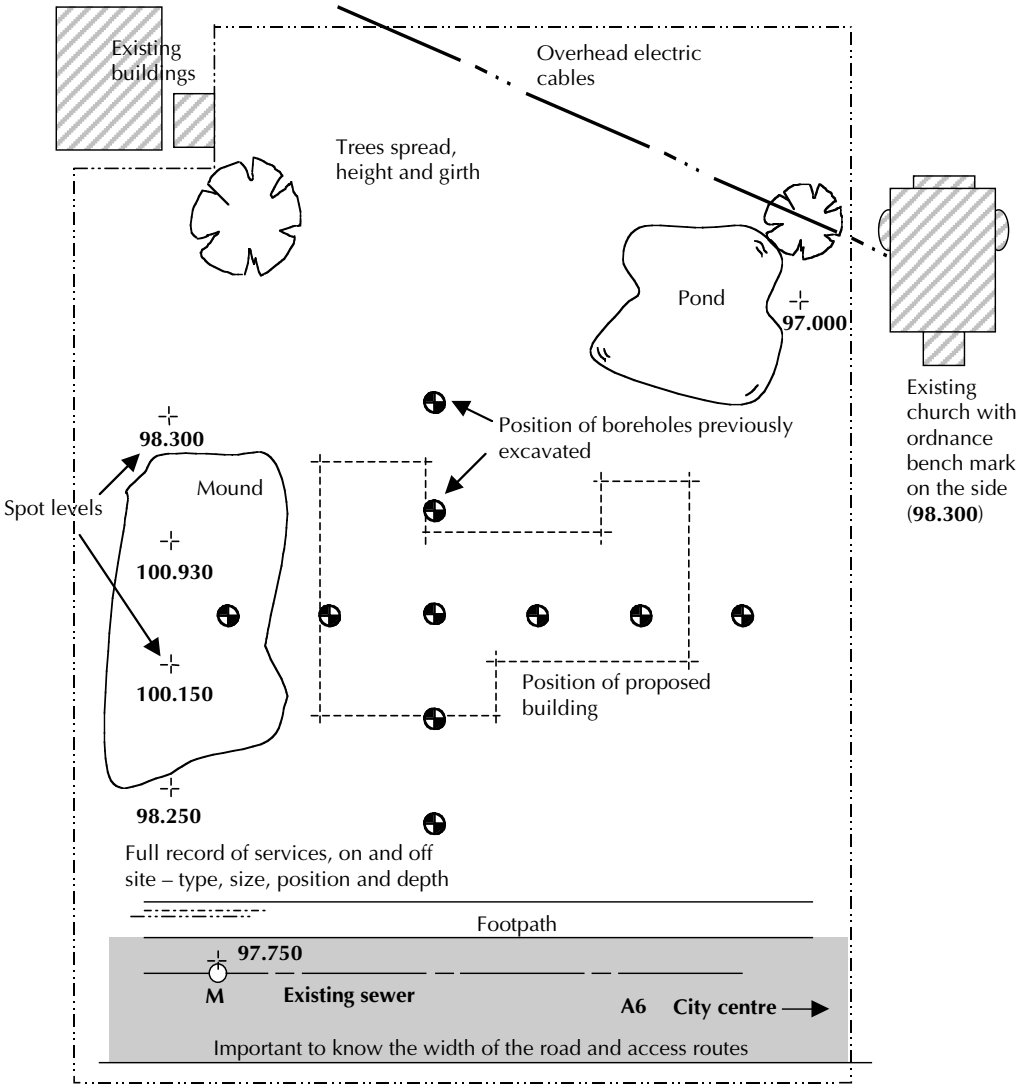 Existing
buildings
Overhead electric
cables
Trees spread,
height and girth
Pond
97.000
Existing
church with
ordnance
bench mark
on the side
(98.300)
98.300
Position of boreholes previously
excavated
Mound
Spot levels
100.930
100.150
Position of proposed
building
98.250
Full record of services, on and off
site – type, size, position and depth
Footpath
97.750
M
Existing sewer
A6 City centre
Important to know the width of the road and access routes